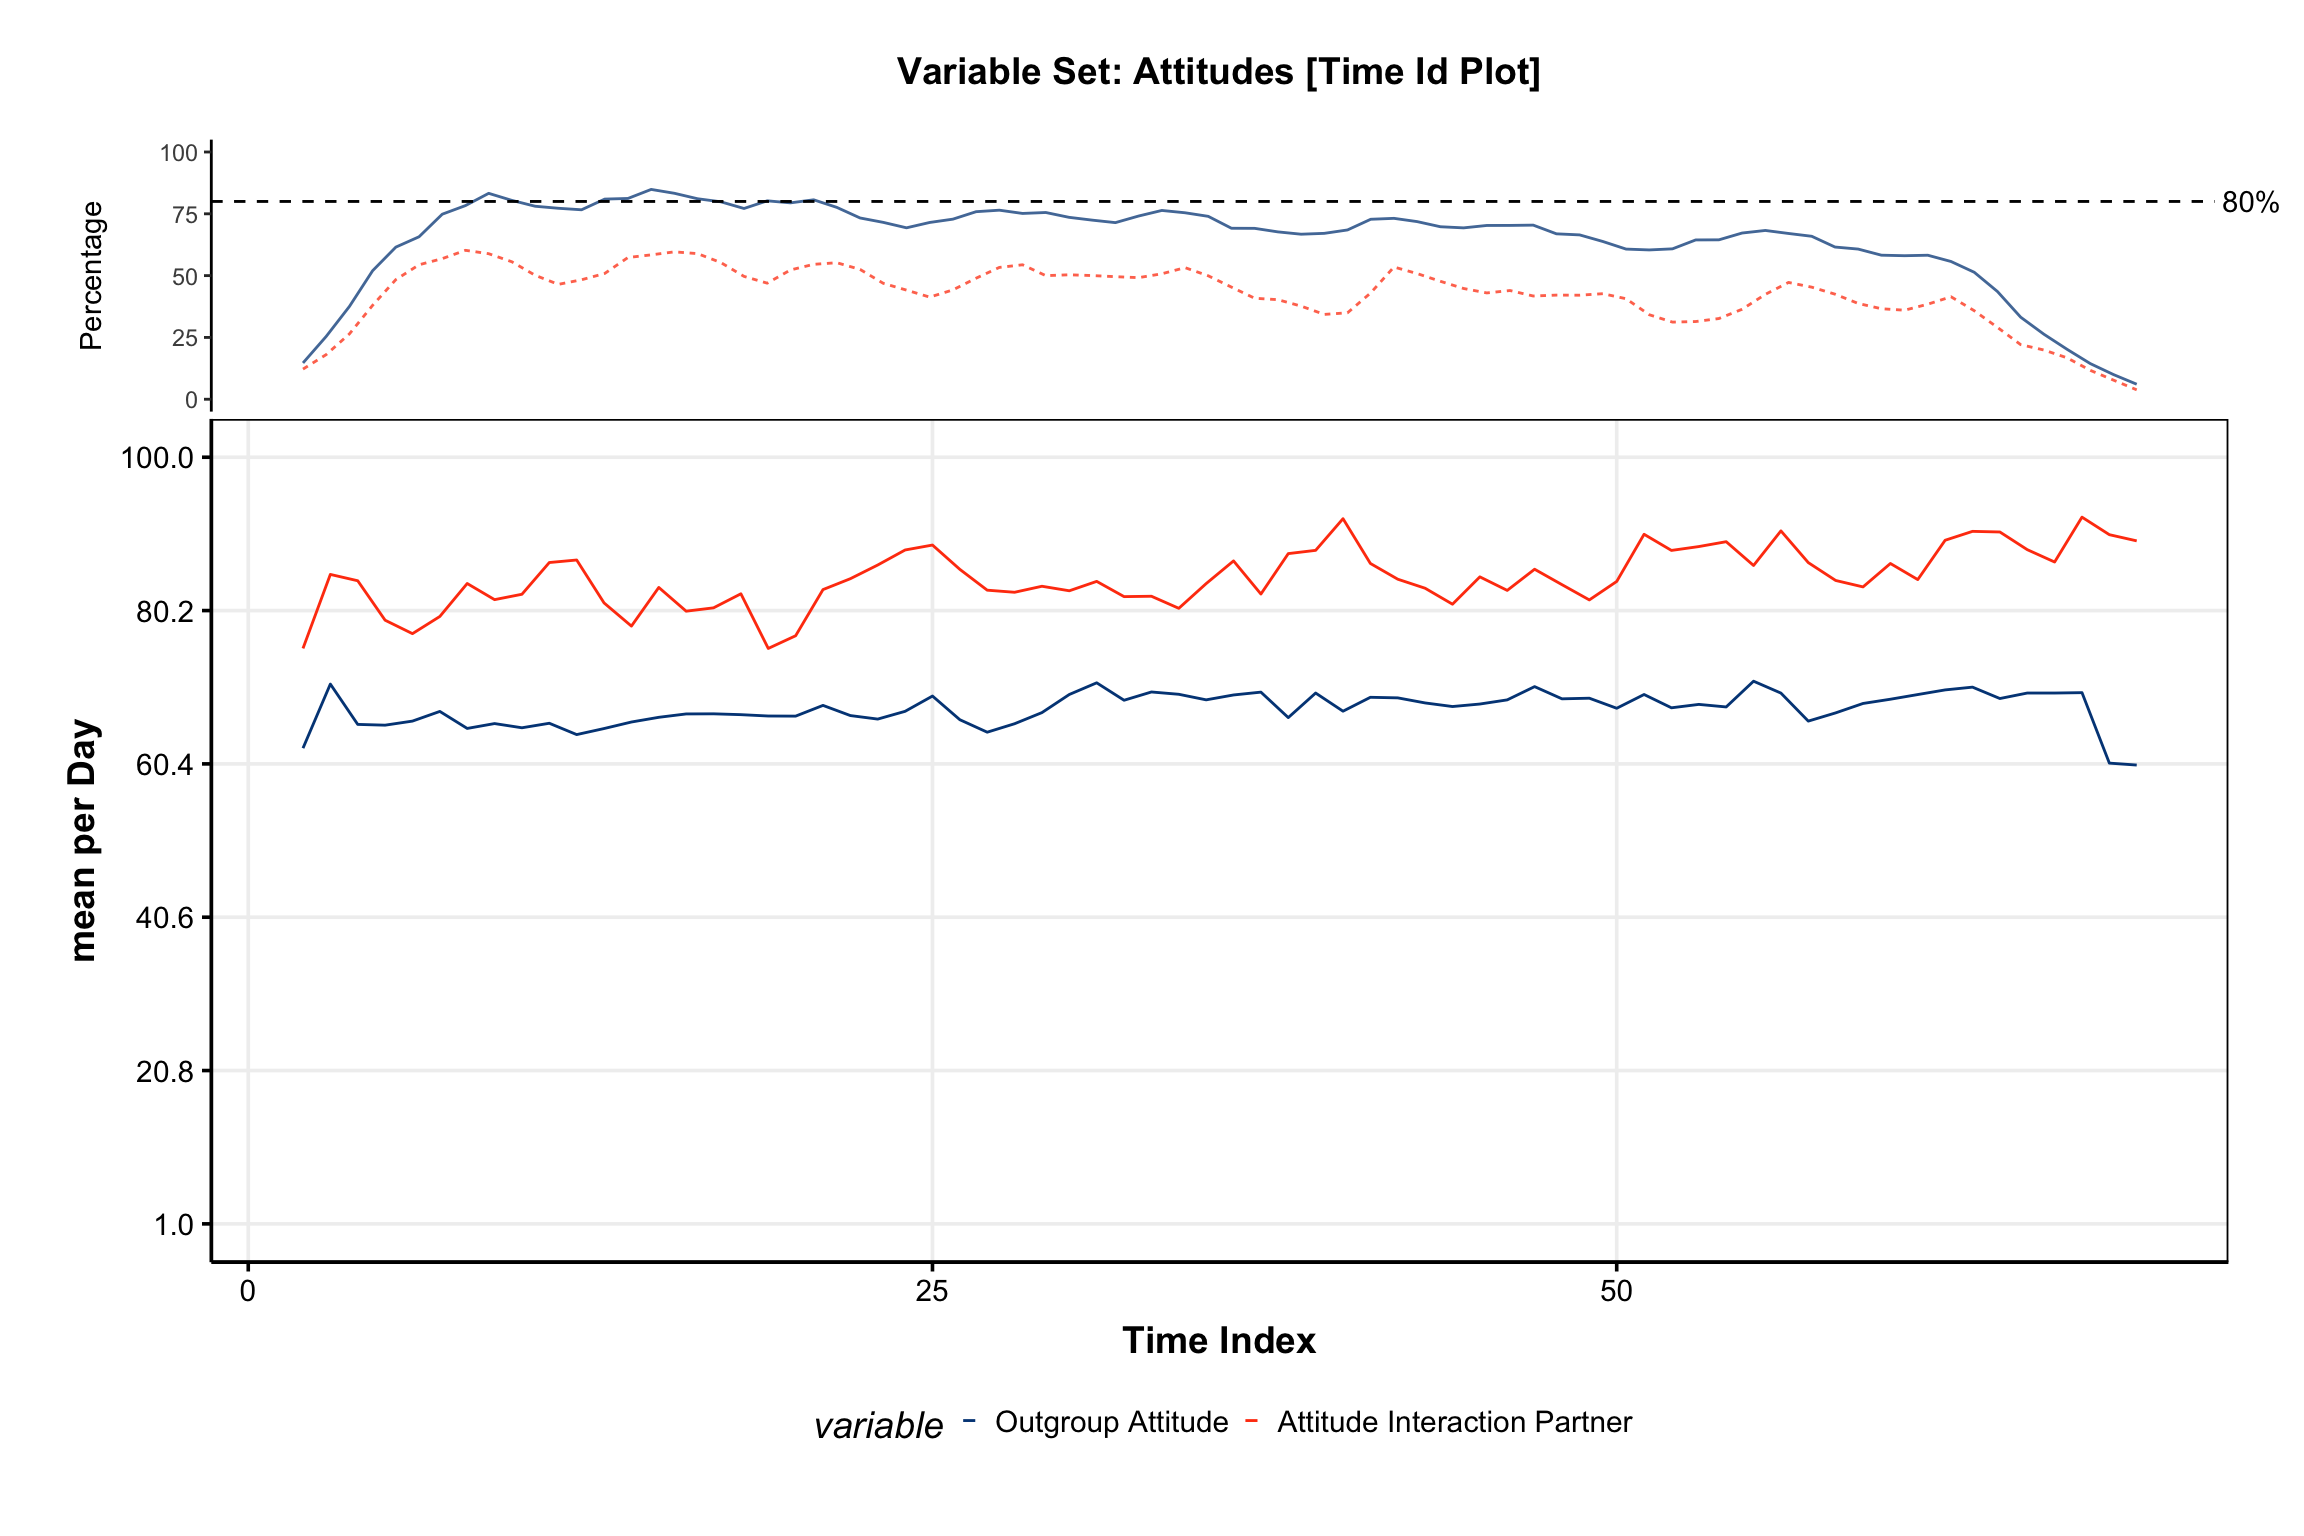 Variable Set: Attitudes [Time Id Plot]
Percentage
100
75
50
25
0
80%
mean per Day
100.0
80.2
60.4
40.6
20.8
1.0
0 25 50
Time Index
variable Outgroup Attitude Attitude Interaction Partner